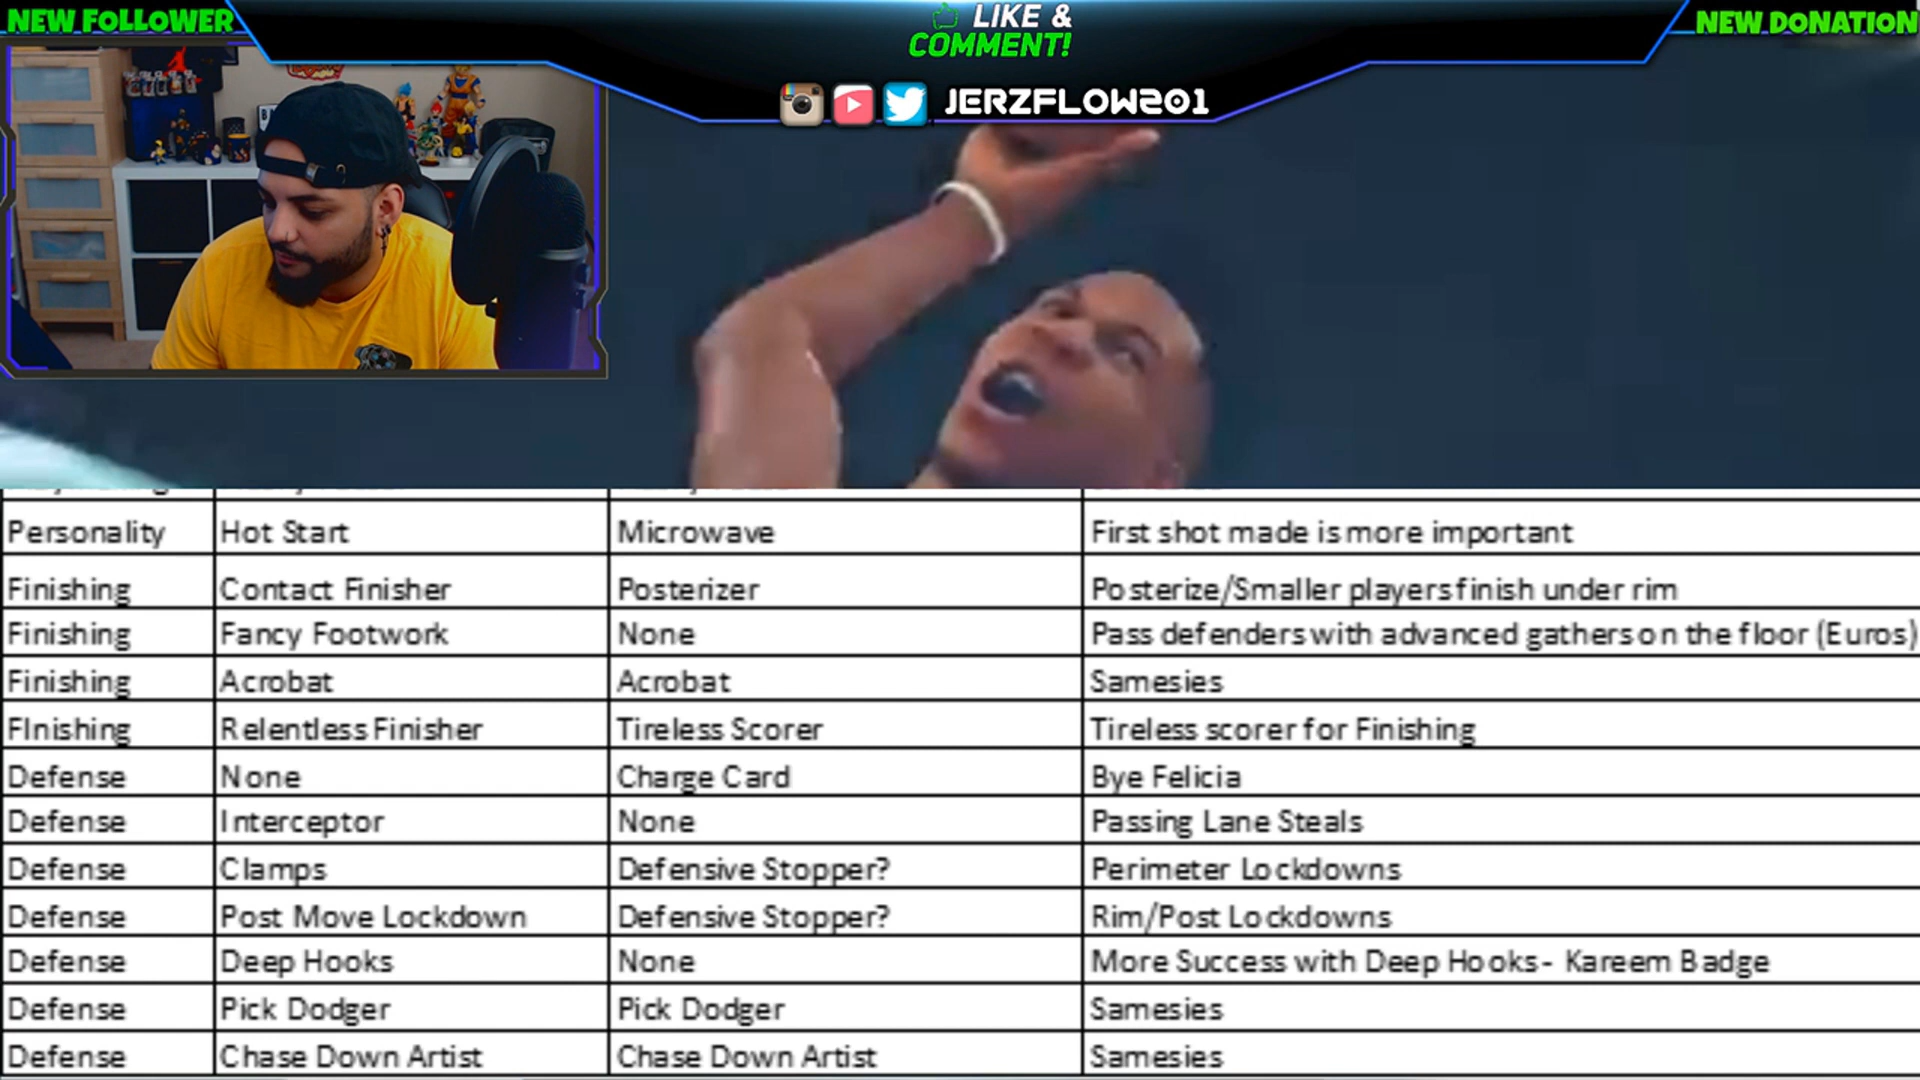 NEW FOLLOWER
LIKE &
COMMENT!
NEW DONATION
JERZFLOW201
Personality Hot Start Microwave First shot made is more important
Finishing Contact Finisher Posterizer Posterize/Smaller players finish under rim
Finishing Fancy Footwork None Pass defenders with advanced gathers on the floor (Euros)
Finishing Acrobat Acrobat Samesies
FInishing Relentless Finisher Tireless Scorer Tireless scorer for Finishing
Defense None Charge Card Bye Felicia
Defense Interceptor None Passing Lane Steals
Defense Clamps Defensive Stopper? Perimeter Lockdowns
Defense Post Move Lockdown Defensive Stopper? Rim/Post Lockdowns
Defense Deep Hooks None More Success with Deep Hooks - Kareem Badge
Defense Pick Dodger Pick Dodger Samesies
Defense Chase Down Artist Chase Down Artist Samesies